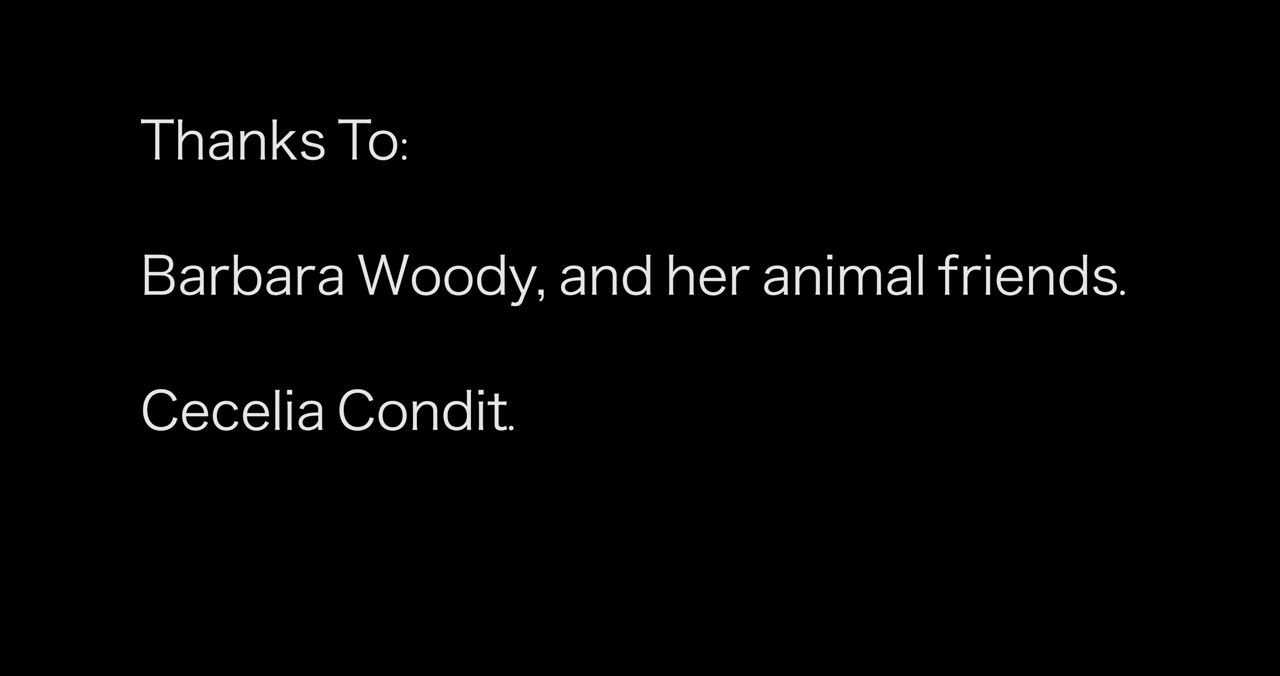 Thanks To:
Barbara Woody, and her animal friends.
Cecelia Condit.